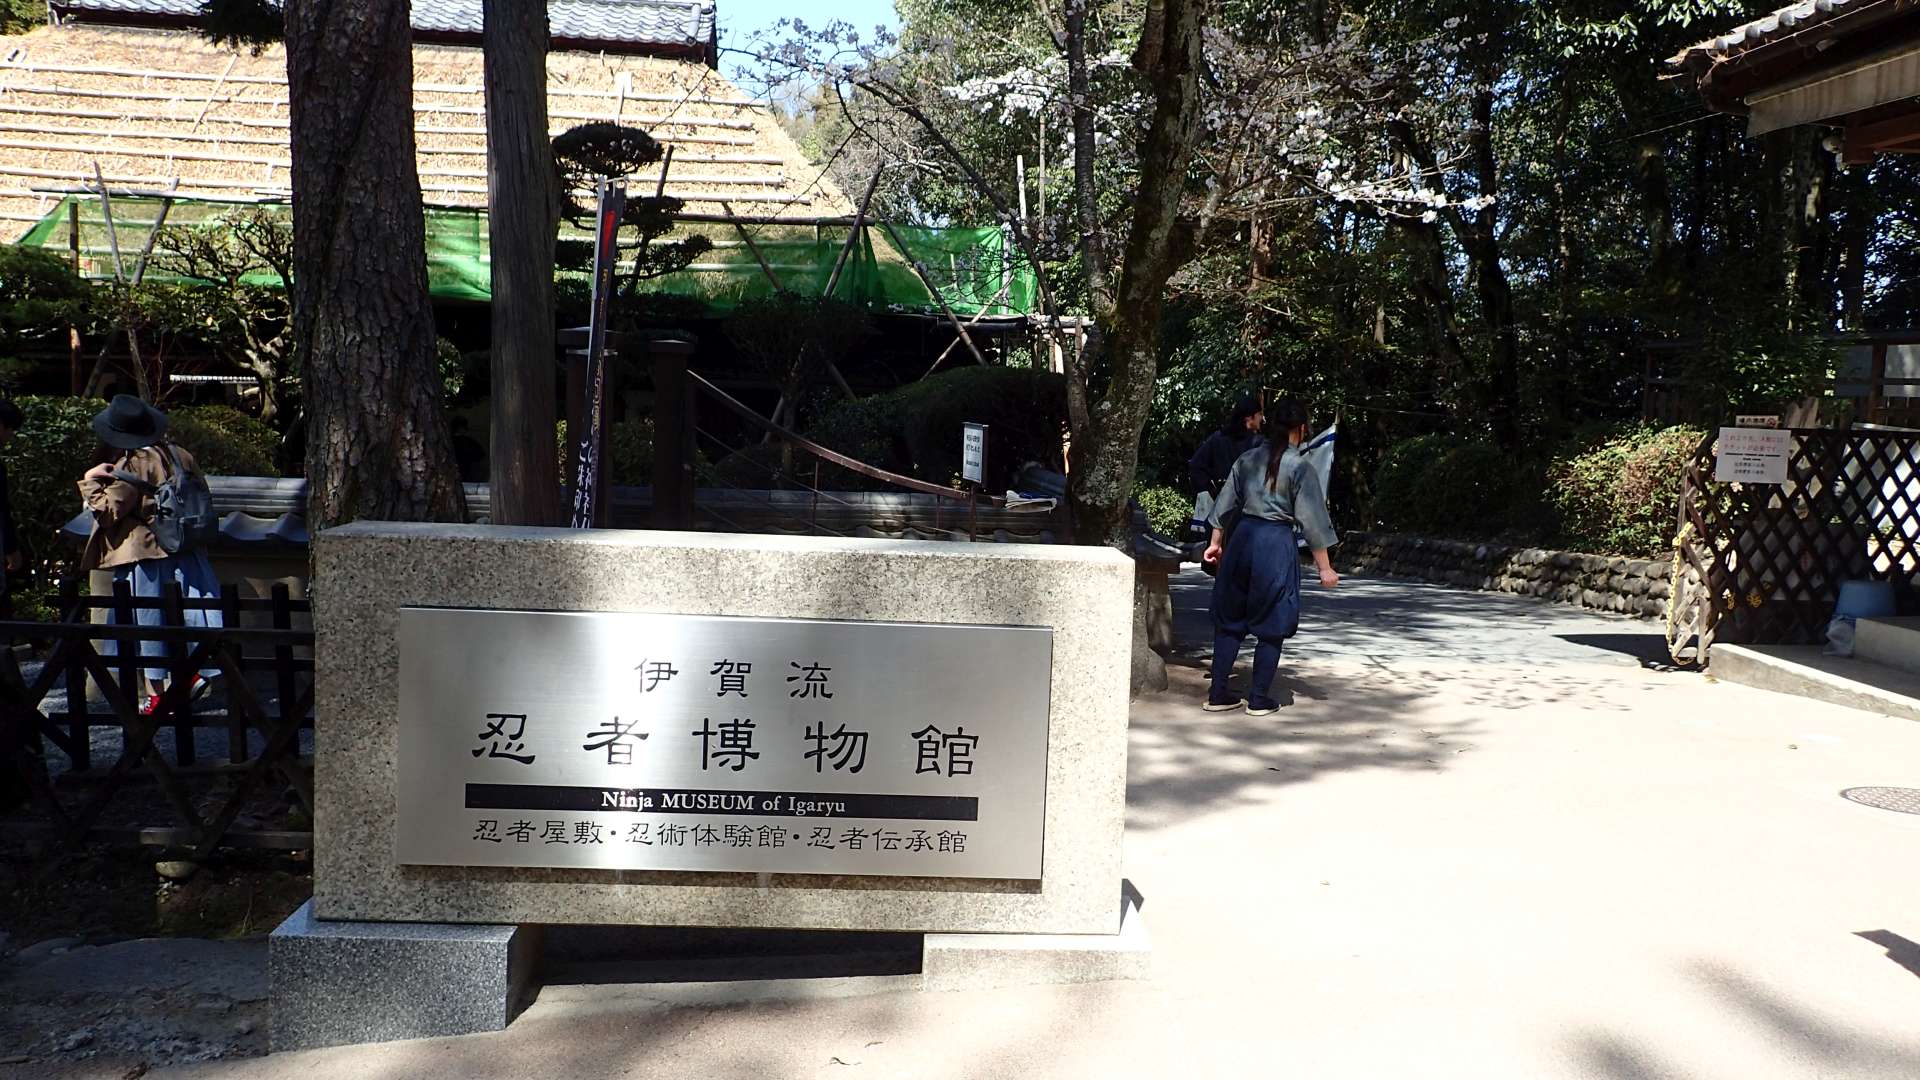 伊賀流
忍者博物館
Ninja MUSEUM of Igaryu
忍者屋敷・忍術体験館・忍者伝承館